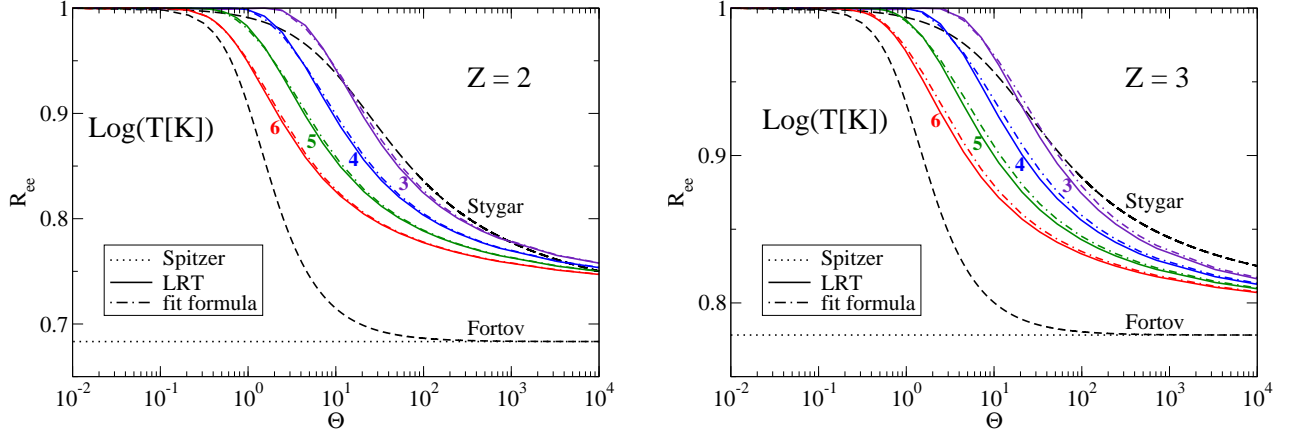 1
0.9
0.8
0.7
R_ee
Z = 2
Log(T[K])
6
5
4
3
Stygar
Fortov
Spitzer
LRT
fit formula
10^-2 10^-1 10^0 10^1 10^2 10^3 10^4
Θ
1
0.9
0.8
R_ee
Z = 3
Log(T[K])
6
5
4
3
Stygar
Fortov
Spitzer
LRT
fit formula
10^-2 10^-1 10^0 10^1 10^2 10^3 10^4
Θ